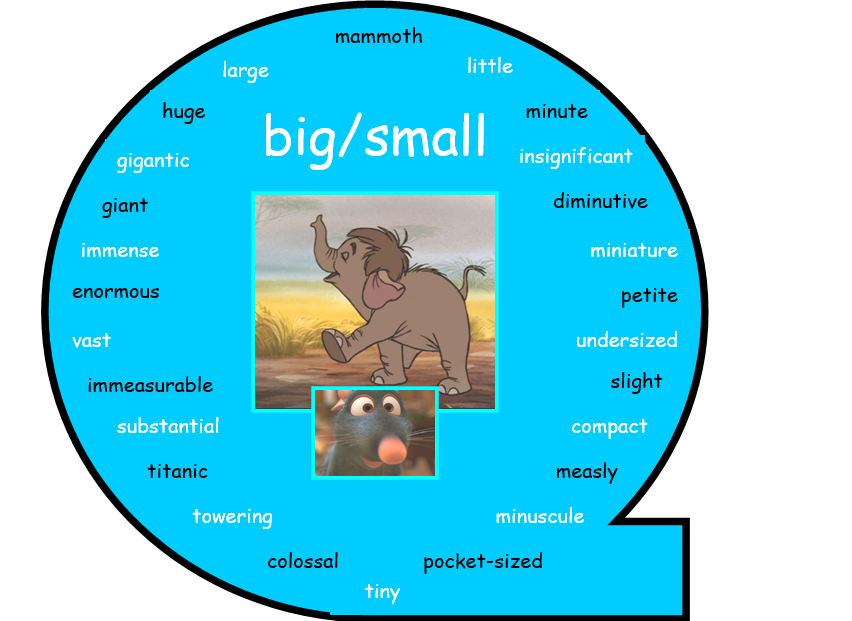 mammoth
large
little
huge
minute
big/small
gigantic
insignificant
giant
diminutive
immense
miniature
enormous
petite
vast
undersized
immeasurable
slight
substantial
compact
titanic
measly
towering
minuscule
colossal
pocket-sized
tiny